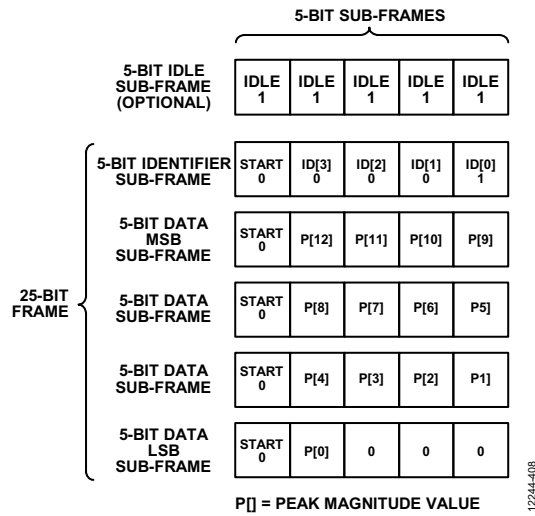 5-BIT SUB-FRAMES
5-BIT IDLE
SUB-FRAME
(OPTIONAL)
IDLE 1 IDLE 1 IDLE 1 IDLE 1 IDLE 1
25-BIT
FRAME
5-BIT IDENTIFIER
SUB-FRAME
START 0 ID[3] 0 ID[2] 0 ID[1] 0 ID[0] 1
5-BIT DATA
MSB
SUB-FRAME
START 0 P[12] P[11] P[10] P[9]
5-BIT DATA
SUB-FRAME
START 0 P[8] P[7] P[6] P5]
5-BIT DATA
SUB-FRAME
START 0 P[4] P[3] P[2] P1]
5-BIT DATA
LSB
SUB-FRAME
START 0 P[0] 0 0 0
P[] = PEAK MAGNITUDE VALUE
12244-408